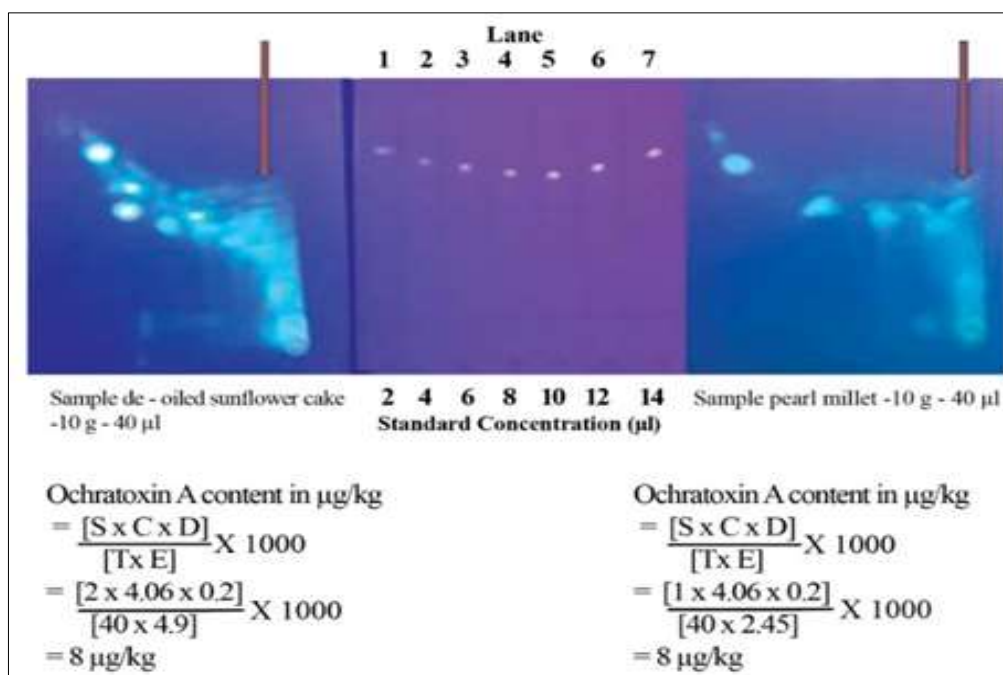 Lane
1 2 3 4 5 6 7
Sample de - oiled sunflower cake
-10 g - 40 µl
2 4 6 8 10 12 14
Standard Concentration (µl)
Sample pearl millet -10 g - 40 µl
Ochratoxin A content in µg/kg
= [S x C x D]
[Tx E] X 1000
= [2 x 4.06 x 0.2]
[40 x 4.9] X 1000
= 8 µg/kg
Ochratoxin A content in µg/kg
= [S x C x D]
[Tx E] X 1000
= [1 x 4.06 x 0.2]
[40 x 2.45] X 1000
= 8 µg/kg